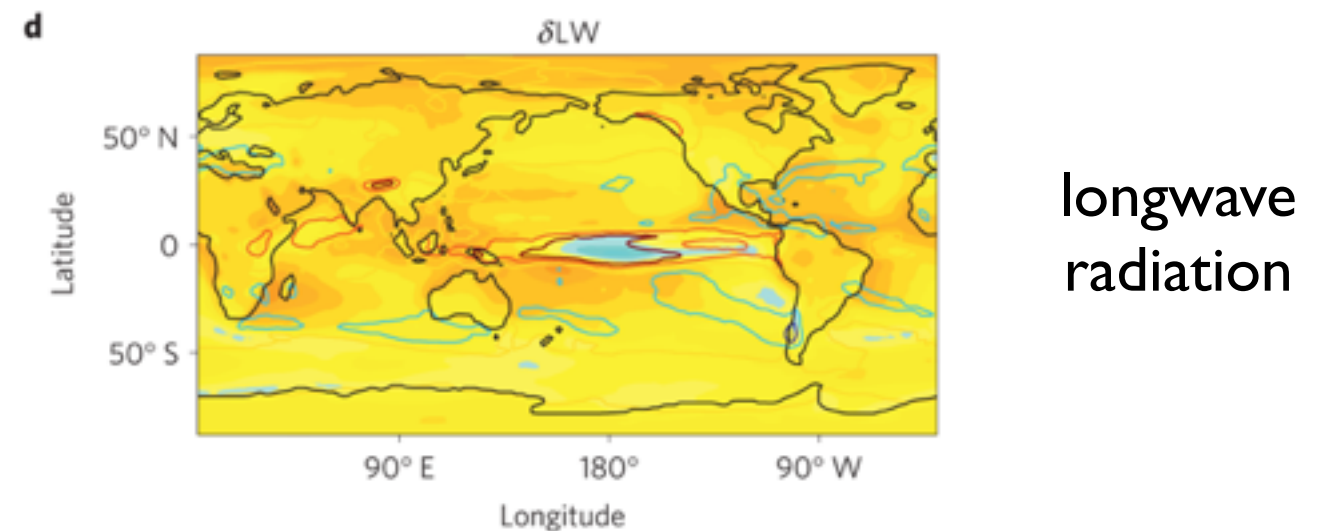 d
δLW
50° N
0
50° S
Latitude
90° E 180° 90° W
Longitude
longwave
radiation